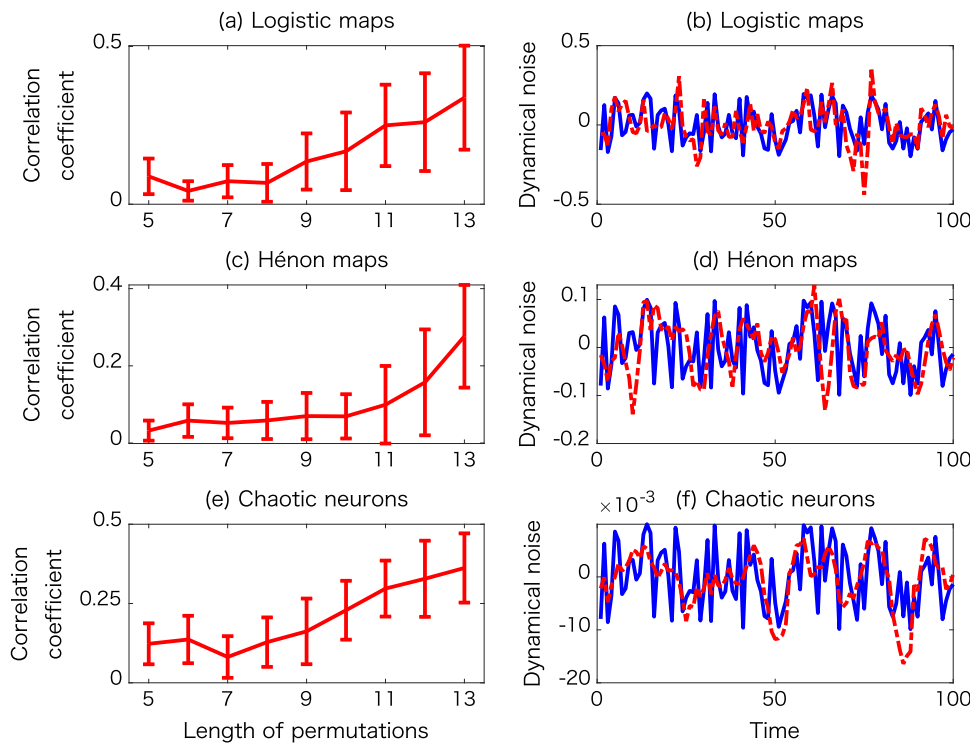 (a) Logistic maps
Correlation
coefficient
0.5
0
5 7 9 11 13
(b) Logistic maps
Dynamical noise
0.5
0
-0.5
0 50 100
(c) Hénon maps
Correlation
coefficient
0.4
0.2
0
5 7 9 11 13
(d) Hénon maps
Dynamical noise
0.1
0
-0.1
-0.2
0 50 100
(e) Chaotic neurons
Correlation
coefficient
0.5
0.25
0
5 7 9 11 13
Length of permutations
(f) Chaotic neurons
×10⁻³
Dynamical noise
0
-10
-20
0 50 100
Time